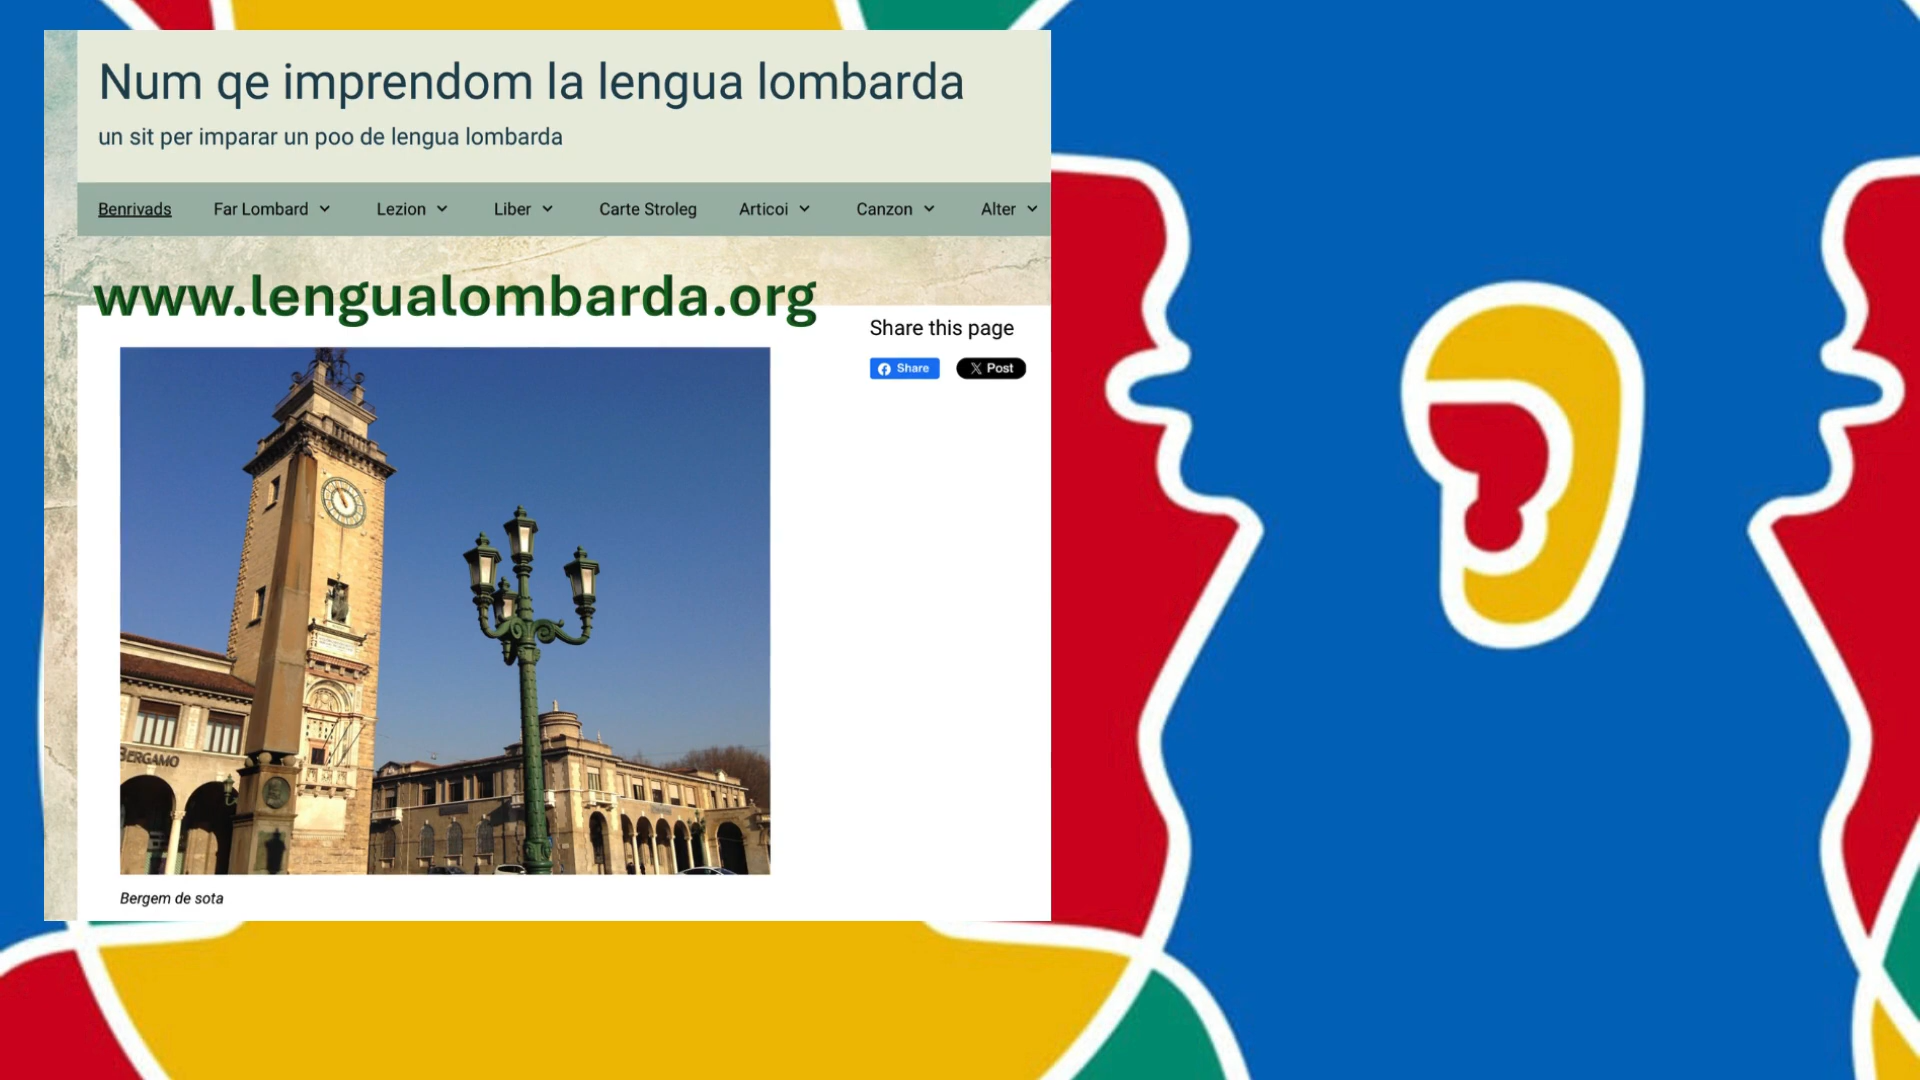 Num qe imprendom la lengua lombarda
un sit per imparar un poo de lengua lombarda
Benrivads Far Lombard Lezion Liber Carte Stroleg Articoi Canzon Alter
www.lengualombarda.org
Share this page
Share Post
BERGAMO
Bergem de sota